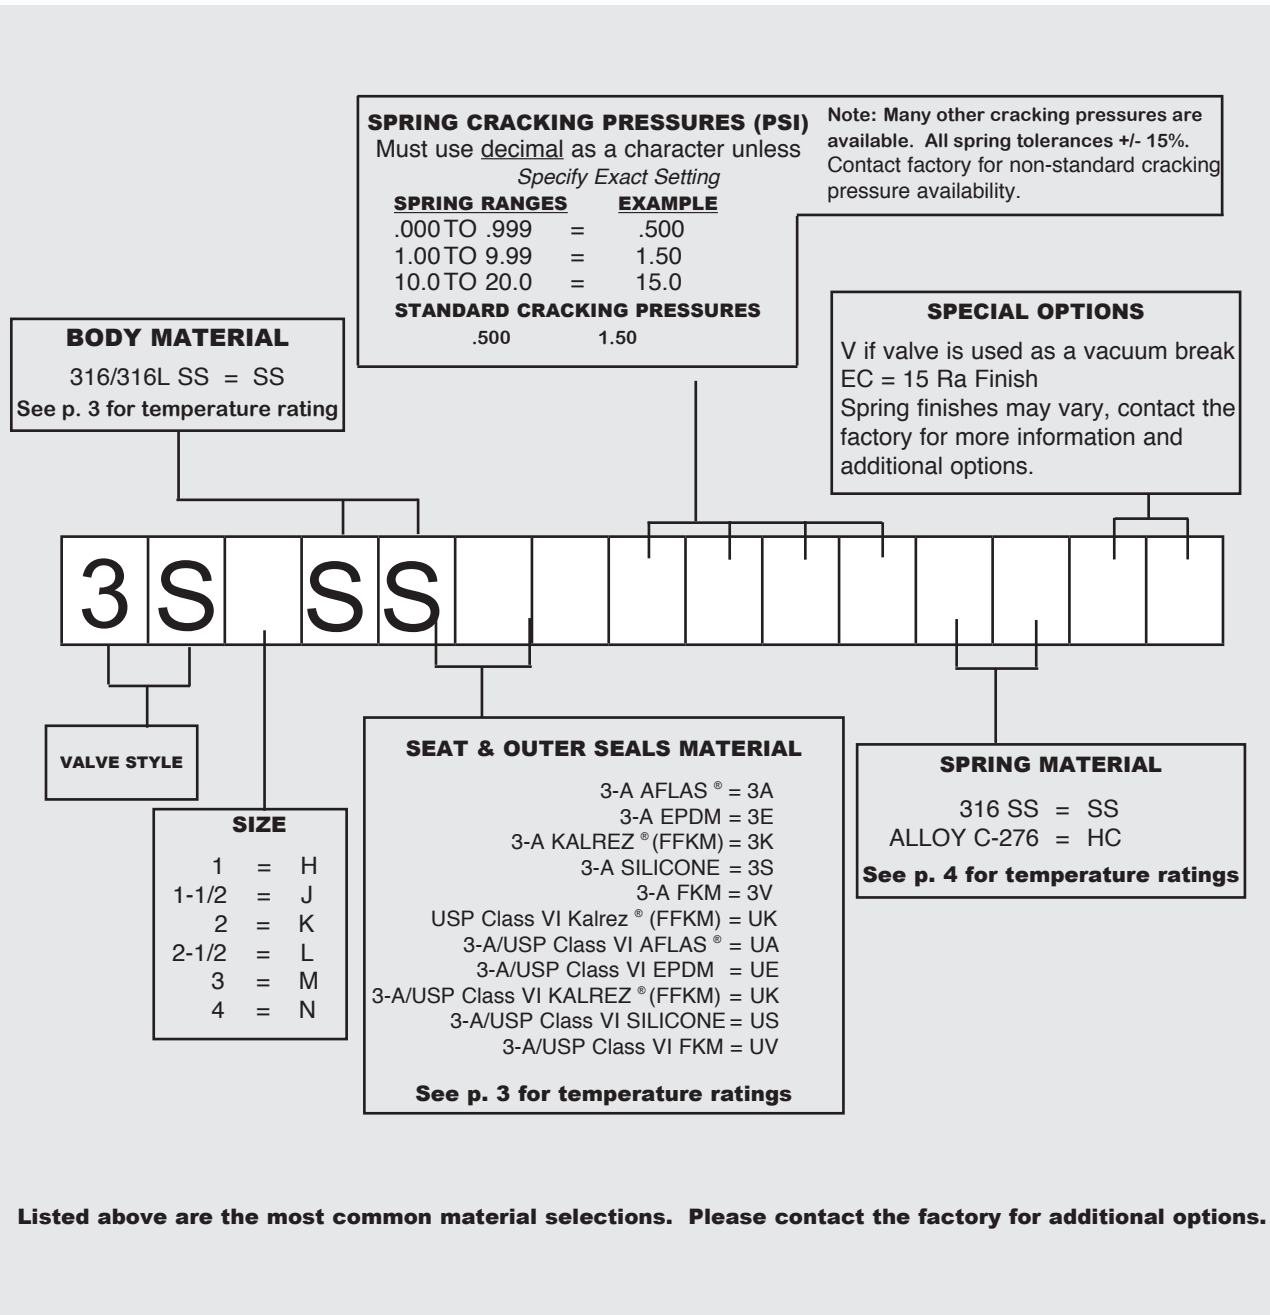 SPRING CRACKING PRESSURES (PSI)
Must use decimal as a character unless
Specify Exact Setting
SPRING RANGES EXAMPLE
.000 TO .999 = .500
1.00 TO 9.99 = 1.50
10.0 TO 20.0 = 15.0
STANDARD CRACKING PRESSURES
.500 1.50
Note: Many other cracking pressures are
available. All spring tolerances +/- 15%.
Contact factory for non-standard cracking
pressure availability.
BODY MATERIAL
316/316L SS = SS
See p. 3 for temperature rating
SPECIAL OPTIONS
V if valve is used as a vacuum break
EC = 15 Ra Finish
Spring finishes may vary, contact the
factory for more information and
additional options.
3 S S S
VALVE STYLE
SIZE
1 = H
1-1/2 = J
2 = K
2-1/2 = L
3 = M
4 = N
SEAT & OUTER SEALS MATERIAL
3-A AFLAS ® = 3A
3-A EPDM = 3E
3-A KALREZ ® (FFKM) = 3K
3-A SILICONE = 3S
3-A FKM = 3V
USP Class VI Kalrez ® (FFKM) = UK
3-A/USP Class VI AFLAS ® = UA
3-A/USP Class VI EPDM = UE
3-A/USP Class VI KALREZ ® (FFKM) = UK
3-A/USP Class VI SILICONE = US
3-A/USP Class VI FKM = UV
See p. 3 for temperature ratings
SPRING MATERIAL
316 SS = SS
ALLOY C-276 = HC
See p. 4 for temperature ratings
Listed above are the most common material selections. Please contact the factory for additional options.